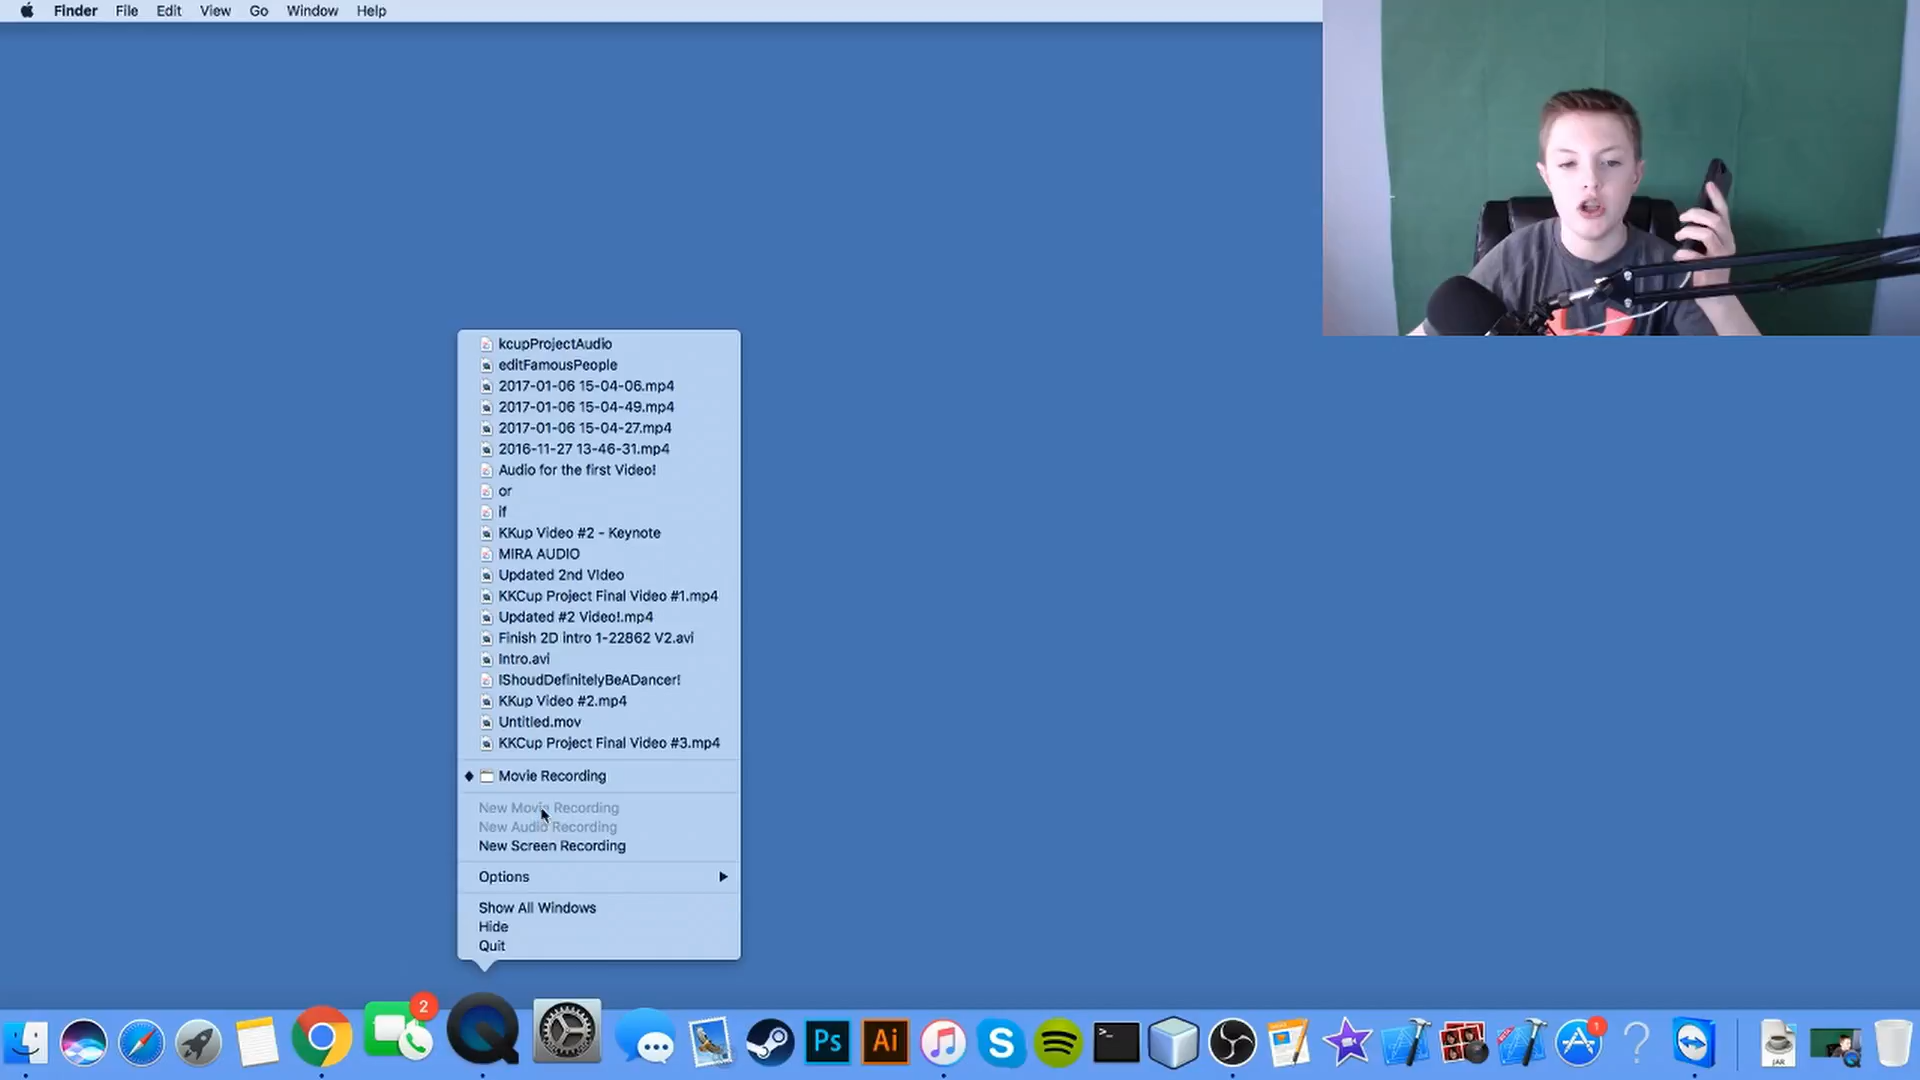 Finder File Edit View Go Window Help
kcupProjectAudio
editFamousPeople
2017-01-06 15-04-06.mp4
2017-01-06 15-04-49.mp4
2017-01-06 15-04-27.mp4
2016-11-27 13-46-31.mp4
Audio for the first Video!
or
if
KKup Video #2 - Keynote
MIRA AUDIO
Updated 2nd VIdeo
KKCup Project Final Video #1.mp4
Updated #2 Video!.mp4
Finish 2D intro 1-22862 V2.avi
Intro.avi
IShoudDefinitelyBeADancer!
KKup Video #2.mp4
Untitled.mov
KKCup Project Final Video #3.mp4
Movie Recording
New Movie Recording
New Audio Recording
New Screen Recording
Options
Show All Windows
Hide
Quit
2
Ps
Ai
1
JAR